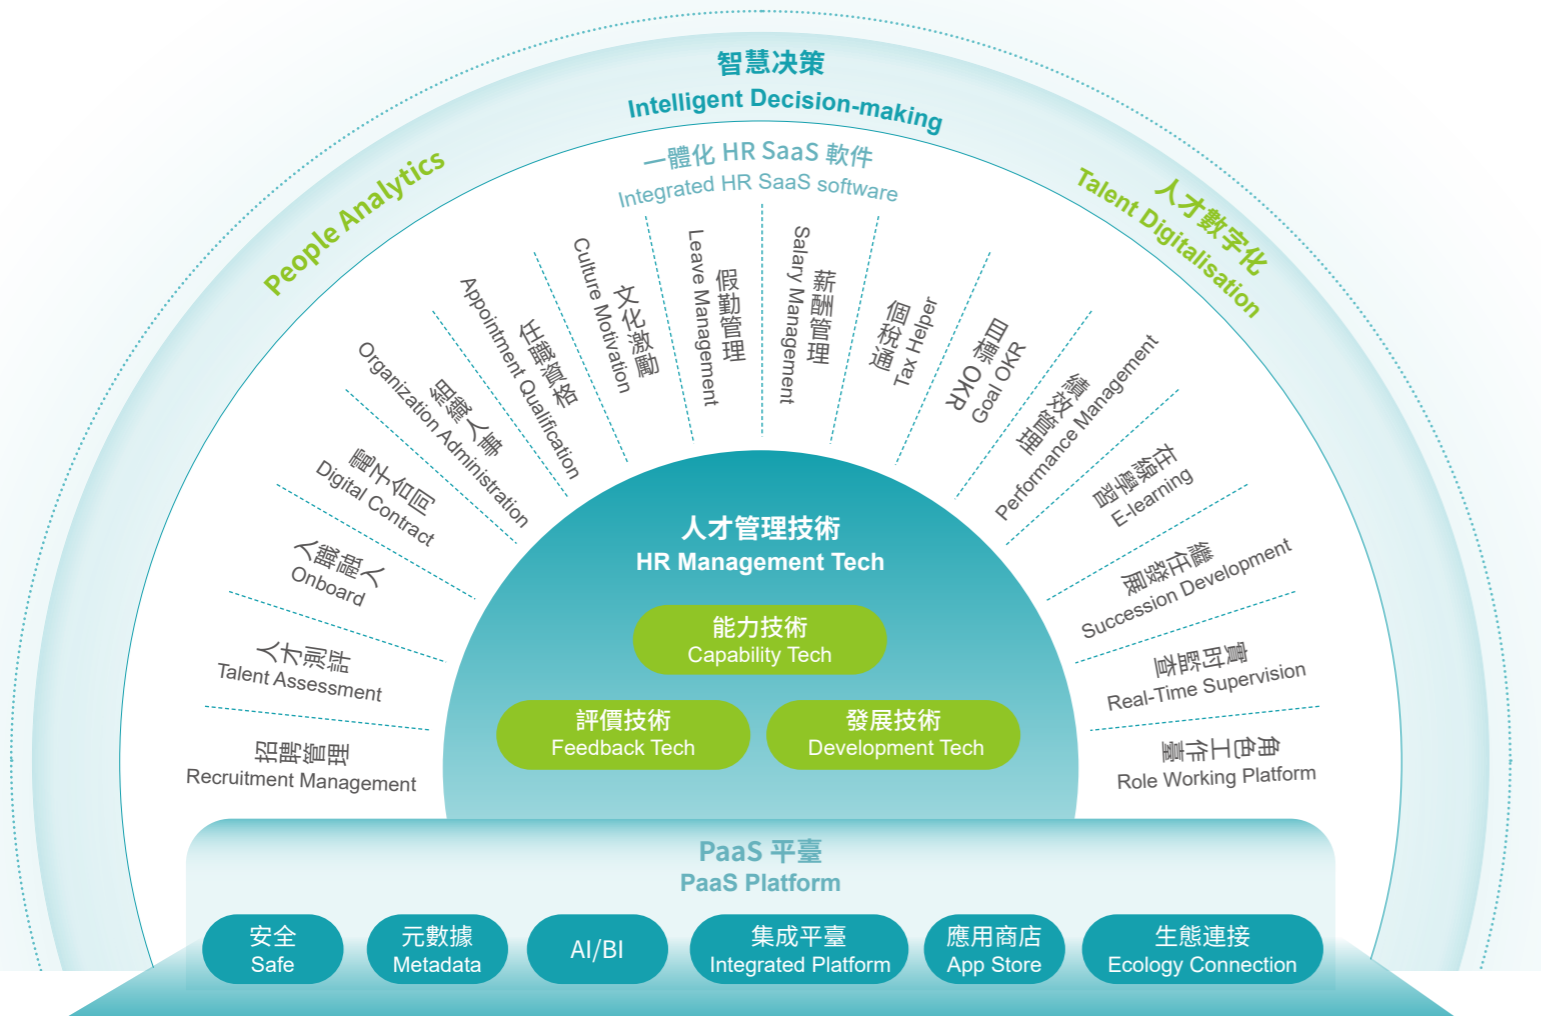 智慧决策
Intelligent Decision-making
People Analytics
人才數字化
Talent Digitalisation
一體化 HR SaaS 軟件
Integrated HR SaaS software
招聘管理
Recruitment Management
人才測評
Talent Assessment
入職融入
Onboard
電子合同
Digital Contract
組織人事
Organization Administration
任職資格
Appointment Qualification
文化激勵
Culture Motivation
假勤管理
Leave Management
薪酬管理
Salary Management
個稅通
Tax Helper
目標OKR
Goal OKR
績效管理
Performance Management
在線學習
E-learning
繼任發展
Succession Development
實時監查
Real-Time Supervision
角色工作臺
Role Working Platform
人才管理技術
HR Management Tech
能力技術
Capability Tech
評價技術
Feedback Tech
發展技術
Development Tech
PaaS 平臺
PaaS Platform
安全
Safe
元數據
Metadata
AI/BI
集成平臺
Integrated Platform
應用商店
App Store
生態連接
Ecology Connection